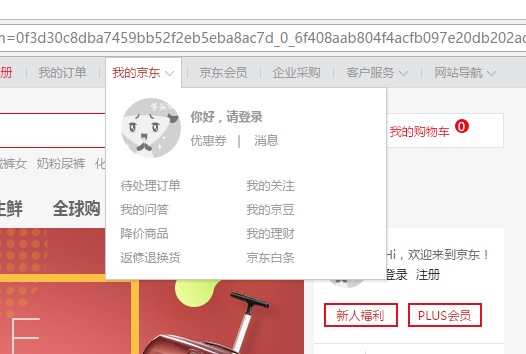 m=0f3d30c8dba7459bb52f2eb5eba8ac7d_0_6f408aab804f4acfb097e20db202ac
册 我的订单 我的京东 京东会员 企业采购 客户服务 网站导航
你好，请登录
优惠券 | 消息
我的购物车 0
裤女 奶粉尿裤
待处理订单 我的关注
我的问答 我的京豆
生鲜 全球购
降价商品 我的理财
返修退换货 京东白条
Hi，欢迎来到京东！
登录 注册
新人福利 PLUS会员
E